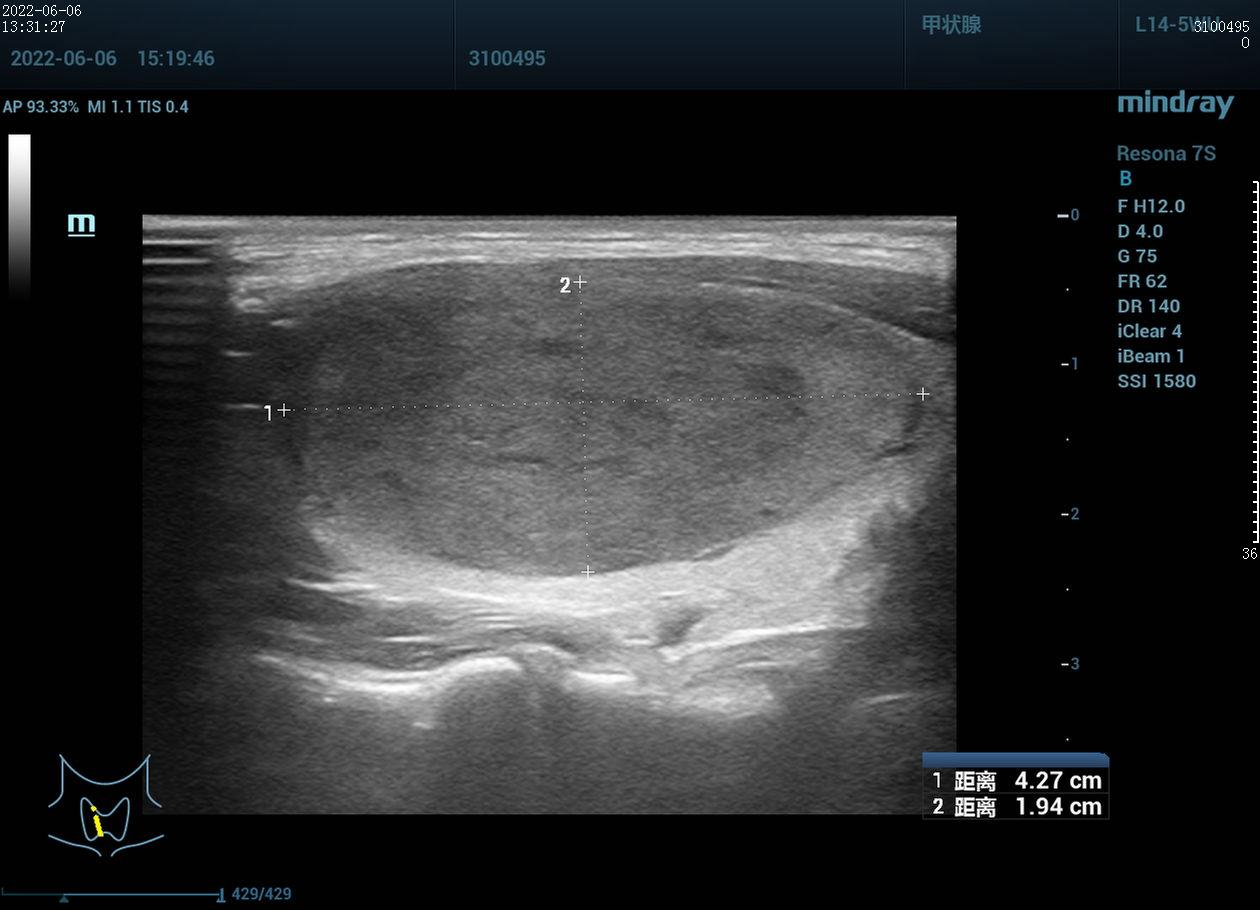 2022-06-06
13:31:27
2022-06-06 15:19:46
3100495
甲状腺
L14-5WU
3100495
0
AP 93.33% MI 1.1 TIS 0.4
mindray
Resona 7S
B
F H12.0
D 4.0
G 75
FR 62
DR 140
iClear 4
iBeam 1
SSI 1580
m
0
1
2
3
2
1
36
1 距离 4.27 cm
2 距离 1.94 cm
429/429